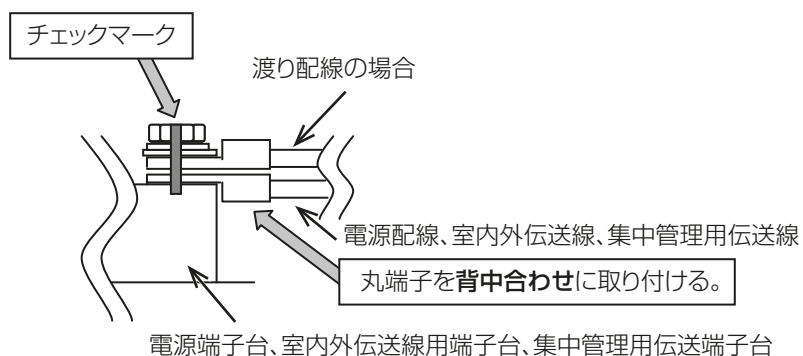 チェックマーク
渡り配線の場合
電源配線、室内外伝送線、集中管理用伝送線
丸端子を背中合わせに取り付ける。
電源端子台、室内外伝送線用端子台、集中管理用伝送端子台